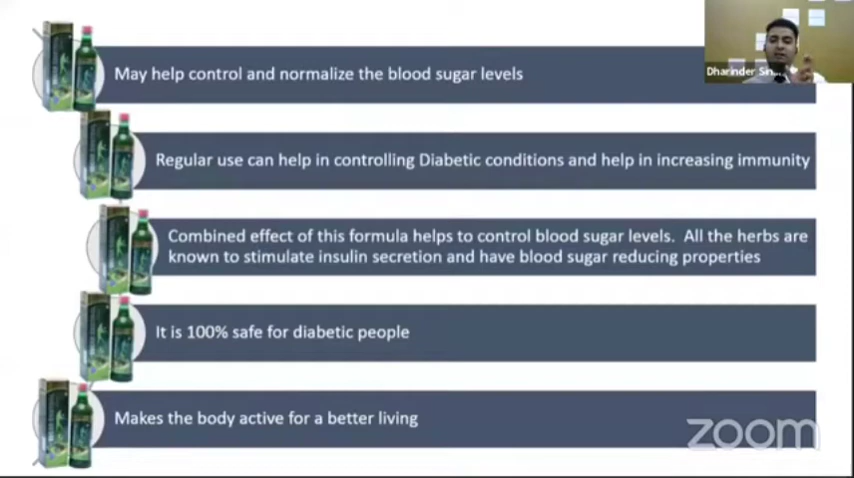 May help control and normalize the blood sugar levels
Dharinder
Regular use can help in controlling Diabetic conditions and help in increasing immunity
Combined effect of this formula helps to control blood sugar levels. All the herbs are
known to stimulate insulin secretion and have blood sugar reducing properties
It is 100% safe for diabetic people
Makes the body active for a better living
zoom